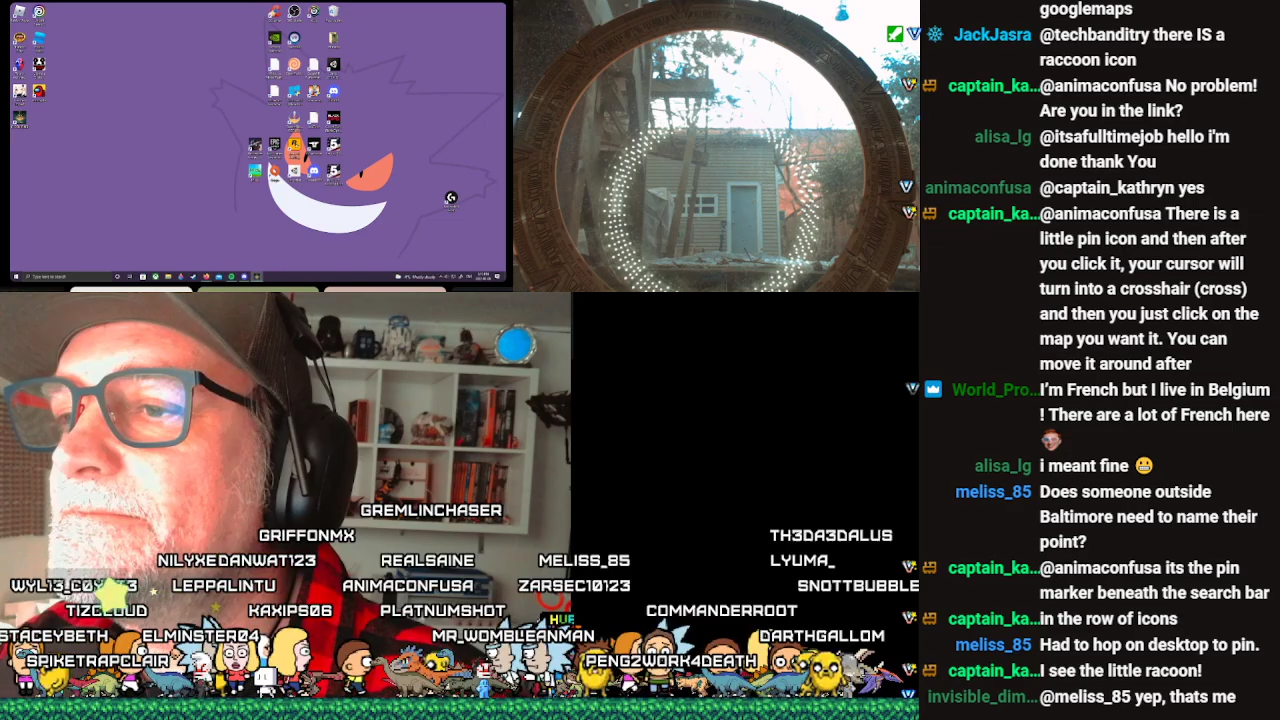 googlemaps
JackJasra @techbanditry there IS a
raccoon icon
captain_ka... @animaconfusa No problem!
Are you in the link?
alisa_lg @itsafulltimejob hello i'm
done thank You
animaconfusa @captain_kathryn yes
captain_ka... @animaconfusa There is a
little pin icon and then after
you click it, your cursor will
turn into a crosshair (cross)
and then you just click on the
map you want it. You can
move it around after
World_Pro... I'm French but I live in Belgium
! There are a lot of French here
alisa_lg i meant fine
meliss_85 Does someone outside
Baltimore need to name their
point?
captain_ka... @animaconfusa its the pin
marker beneath the search bar
captain_ka... in the row of icons
meliss_85 Had to hop on desktop to pin.
captain_ka... I see the little racoon!
invisible_dim... @meliss_85 yep, thats me
GREMLINCHASER
GRIFFONMX
TH3DA3DALUS
NILYXEDANWAT123 REALSAINE MELISS_85 LYUMA_
LEPPALINTU ANIMACONFUSA ZARSEC10123 SNOTTBUBBLE
TIZCLOUD KAXIPS06 PLATNUMSHOT COMMANDERROOT
HUE
STACEYBETH ELMINSTER04 MR_WOMBLEANMAN DARTHGALLOM
SPIKETRAPCLAIR PENG2WORK4DEATH